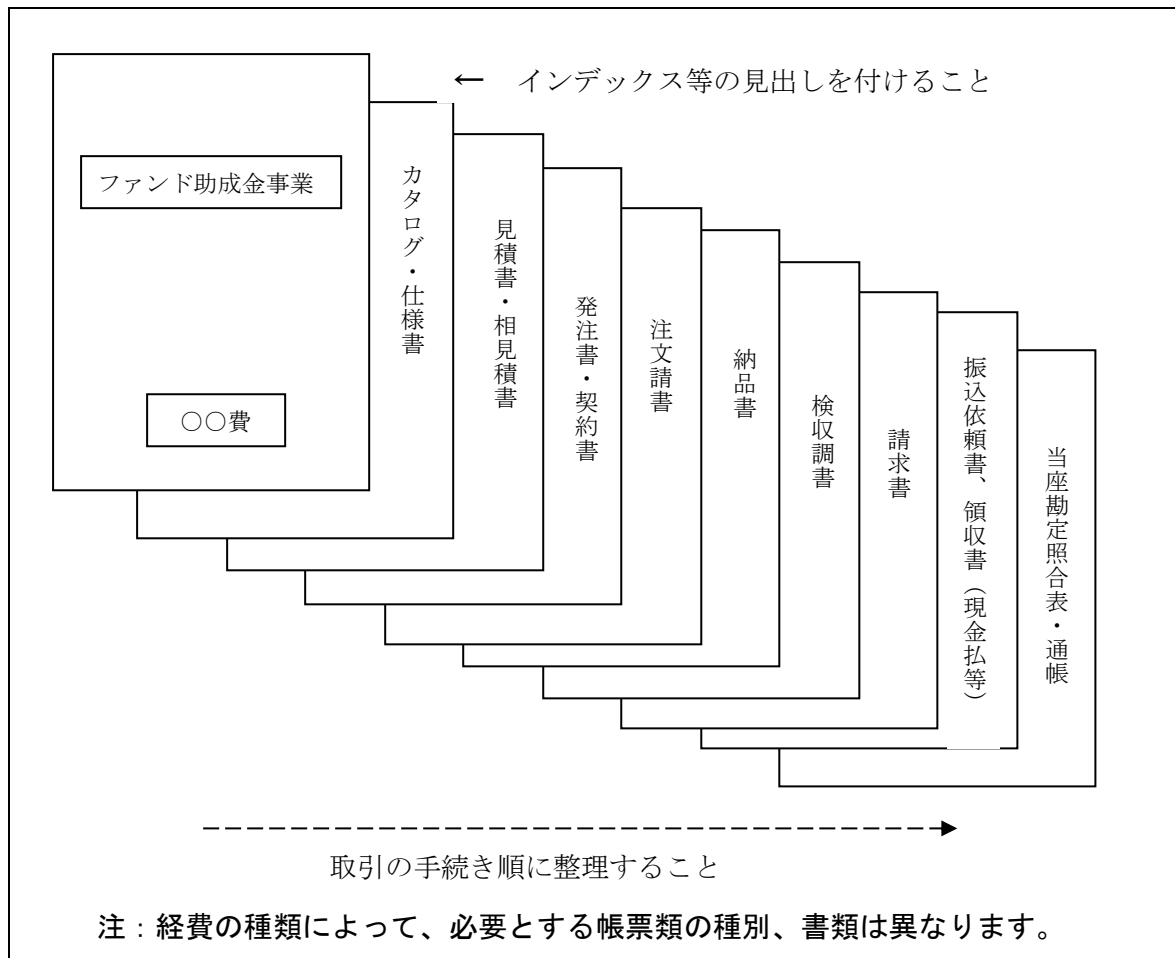 ← インデックス等の見出しを付けること
ファンド助成金事業
○○費
カタログ・仕様書
見積書・相見積書
発注書・契約書
注文請書
納品書
検収調書
請求書
振込依頼書、領収書（現金払等）
当座勘定照合表・通帳
取引の手続き順に整理すること
注：経費の種類によって、必要とする帳票類の種別、書類は異なります。